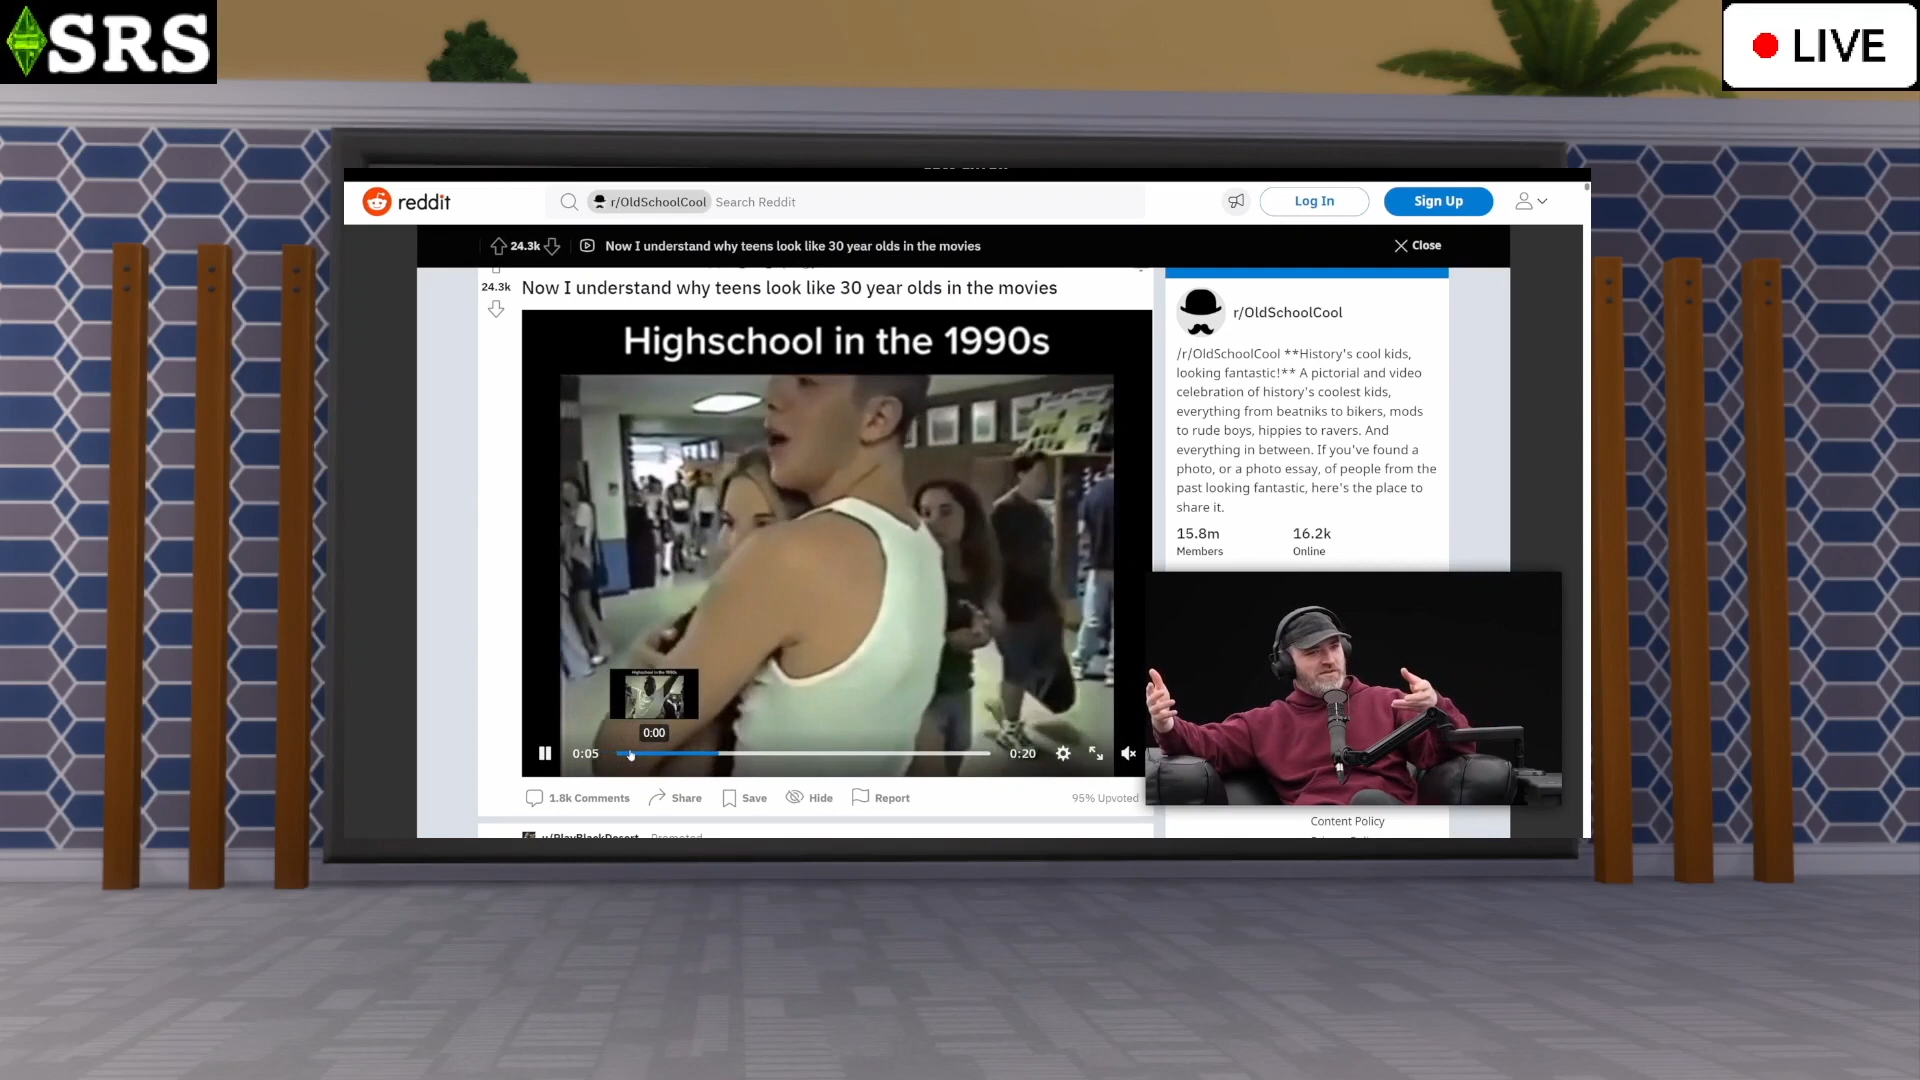 SRS
LIVE
reddit
r/OldSchoolCool Search Reddit
Log In
Sign Up
24.3k
Now I understand why teens look like 30 year olds in the movies
Close
24.3k
Now I understand why teens look like 30 year olds in the movies
Highschool in the 1990s
Highschool in the 1990s
0:00
0:05
0:20
1.8k Comments
Share
Save
Hide
Report
95% Upvoted
Promoted
r/OldSchoolCool
/r/OldSchoolCool **History's cool kids,
looking fantastic!** A pictorial and video
celebration of history's coolest kids,
everything from beatniks to bikers, mods
to rude boys, hippies to ravers. And
everything in between. If you've found a
photo, or a photo essay, of people from the
past looking fantastic, here's the place to
share it.
15.8m
Members
16.2k
Online
Content Policy